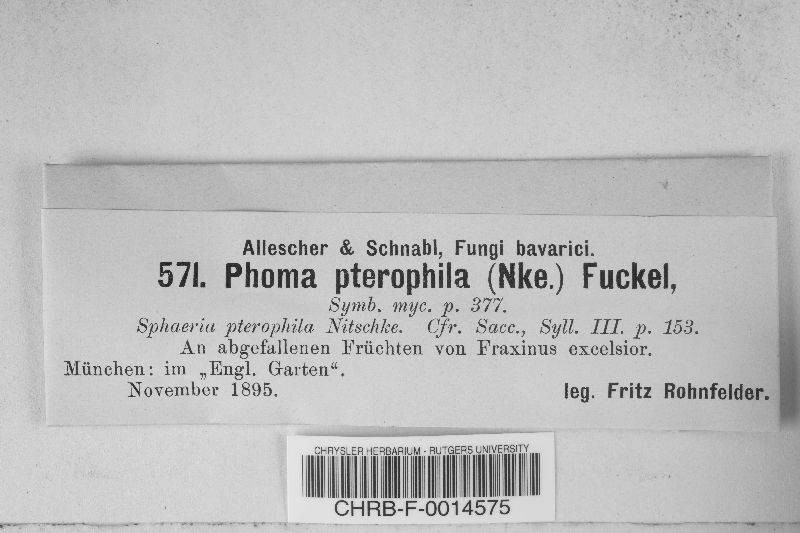 Allescher & Schnabl, Fungi bavarici.
571. Phoma pterophila (Nke.) Fuckel,
Symb. myc. p. 377.
Sphaeria pterophila Nitschke. Cfr. Sacc., Syll. III. p. 153.
An abgefallenen Früchten von Fraxinus excelsior.
München: im „Engl. Garten“.
November 1895. leg. Fritz Rohnfelder.
CHRYSLER HERBARIUM - RUTGERS UNIVERSITY
CHRB-F-0014575